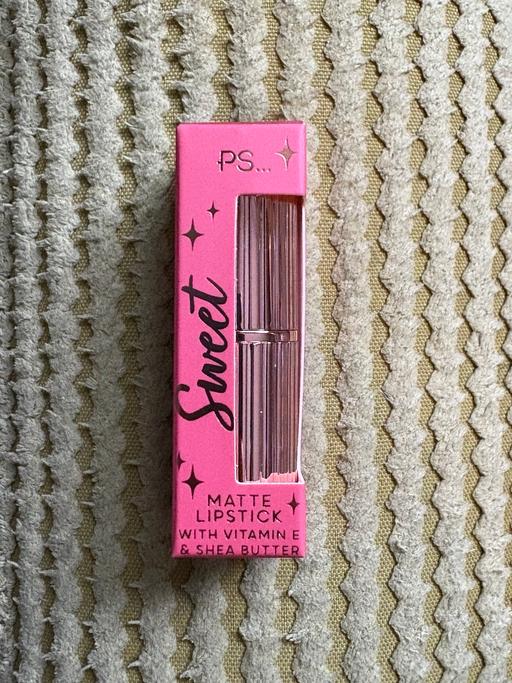 PS...
Sweet
MATTE
LIPSTICK
WITH VITAMIN E
& SHEA BUTTER